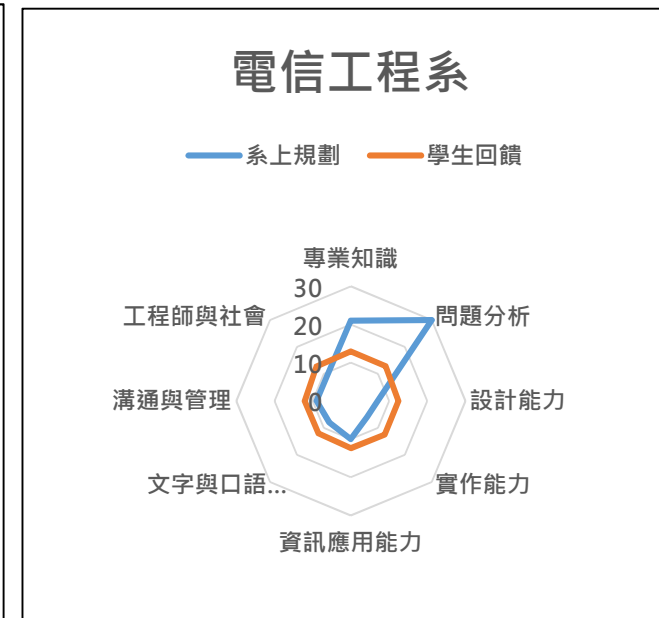 電信工程系
系上規劃 學生回饋
專業知識
30
工程師與社會 問題分析
20
10
溝通與管理 0 設計能力
文字與口語... 實作能力
資訊應用能力